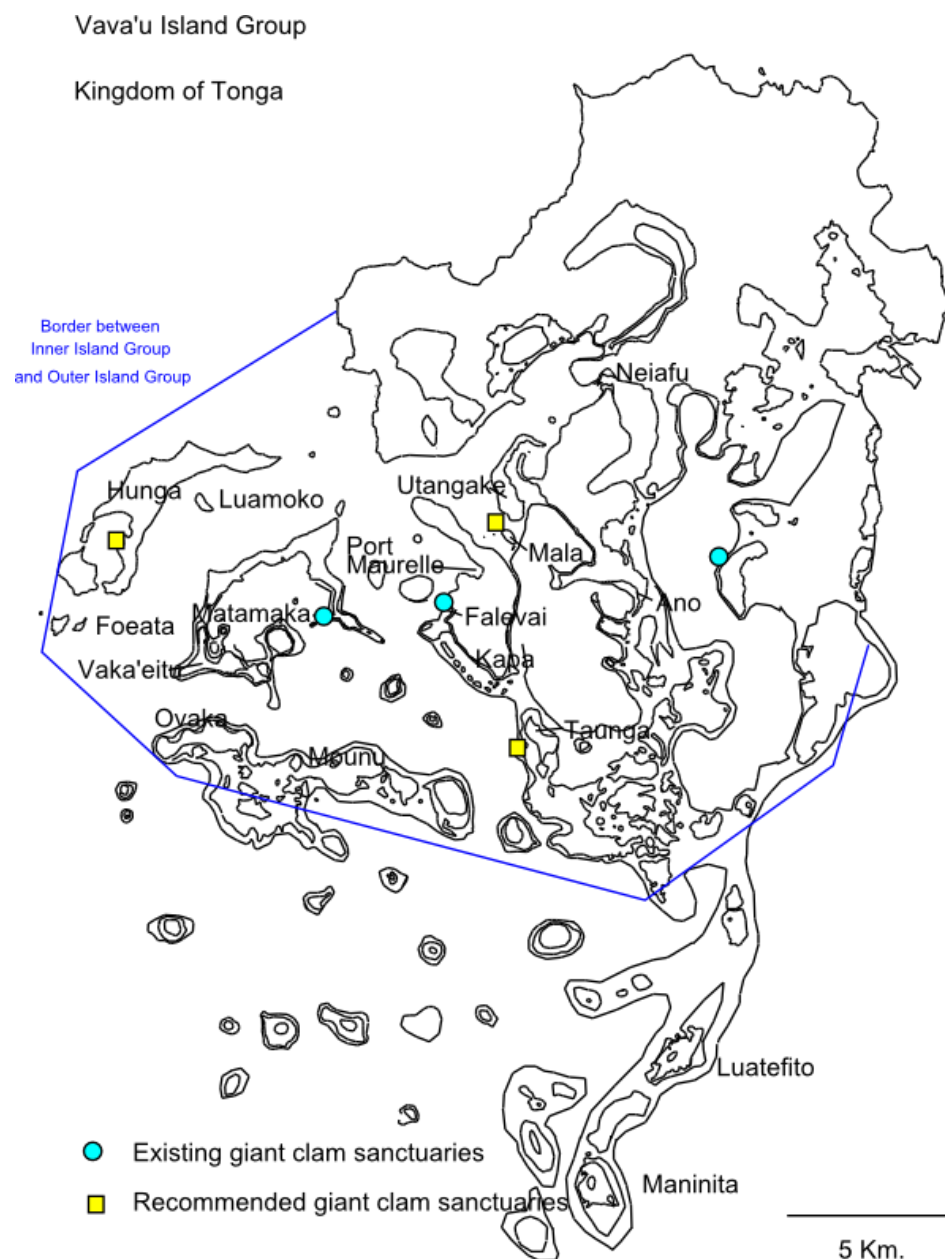 Vava'u Island Group
Kingdom of Tonga
Border between
Inner Island Group
and Outer Island Group
Neiafu
Hunga
Luamoko
Utangake
Port
Maurelle
Mala
Matamaka
Falevai
Ano
Foeata
Kapa
Vaka'eitu
Ovaka
Taunga
Mounu
Luatefito
Maninita
Existing giant clam sanctuaries
Recommended giant clam sanctuaries
5 Km.